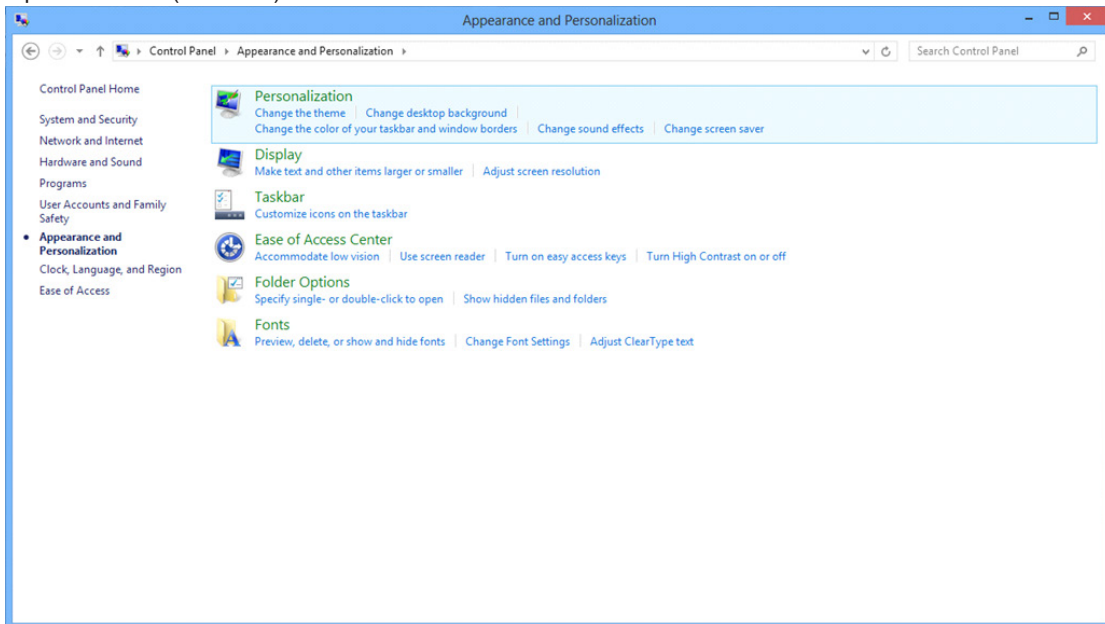 Appearance and Personalization
Control Panel Appearance and Personalization
Search Control Panel
Control Panel Home
System and Security
Network and Internet
Hardware and Sound
Programs
User Accounts and Family
Safety
Appearance and
Personalization
Clock, Language, and Region
Ease of Access
Personalization
Change the theme Change desktop background
Change the color of your taskbar and window borders Change sound effects Change screen saver
Display
Make text and other items larger or smaller Adjust screen resolution
Taskbar
Customize icons on the taskbar
Ease of Access Center
Accommodate low vision Use screen reader Turn on easy access keys Turn High Contrast on or off
Folder Options
Specify single- or double-click to open Show hidden files and folders
Fonts
Preview, delete, or show and hide fonts Change Font Settings Adjust ClearType text